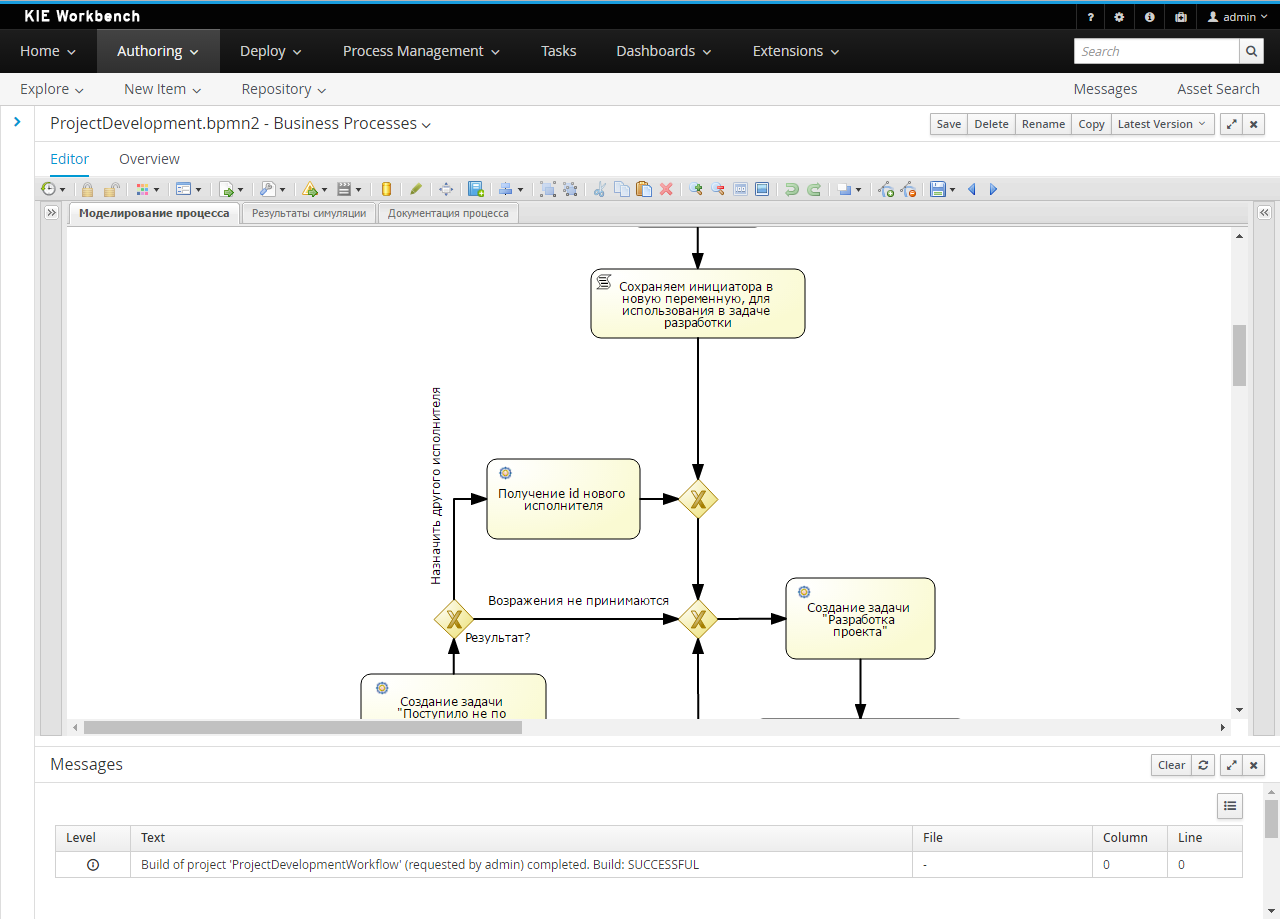 KIE Workbench
? admin
Home Authoring Deploy Process Management Tasks Dashboards Extensions Search
Explore New Item Repository Messages Asset Search
ProjectDevelopment.bpmn2 - Business Processes Save Delete Rename Copy Latest Version
Editor Overview
Моделирование процесса Результаты симуляции Документация процесса
Сохраняем инициатора в
новую переменную, для
использования в задаче
разработки
Назначить другого исполнителя
Получение id нового
исполнителя
Возражения не принимаются
Результат?
Создание задачи
"Разработка
проекта"
Создание задачи
"Поступило не по
Messages Clear
Level Text File Column Line
Build of project 'ProjectDevelopmentWorkflow' (requested by admin) completed. Build: SUCCESSFUL - 0 0